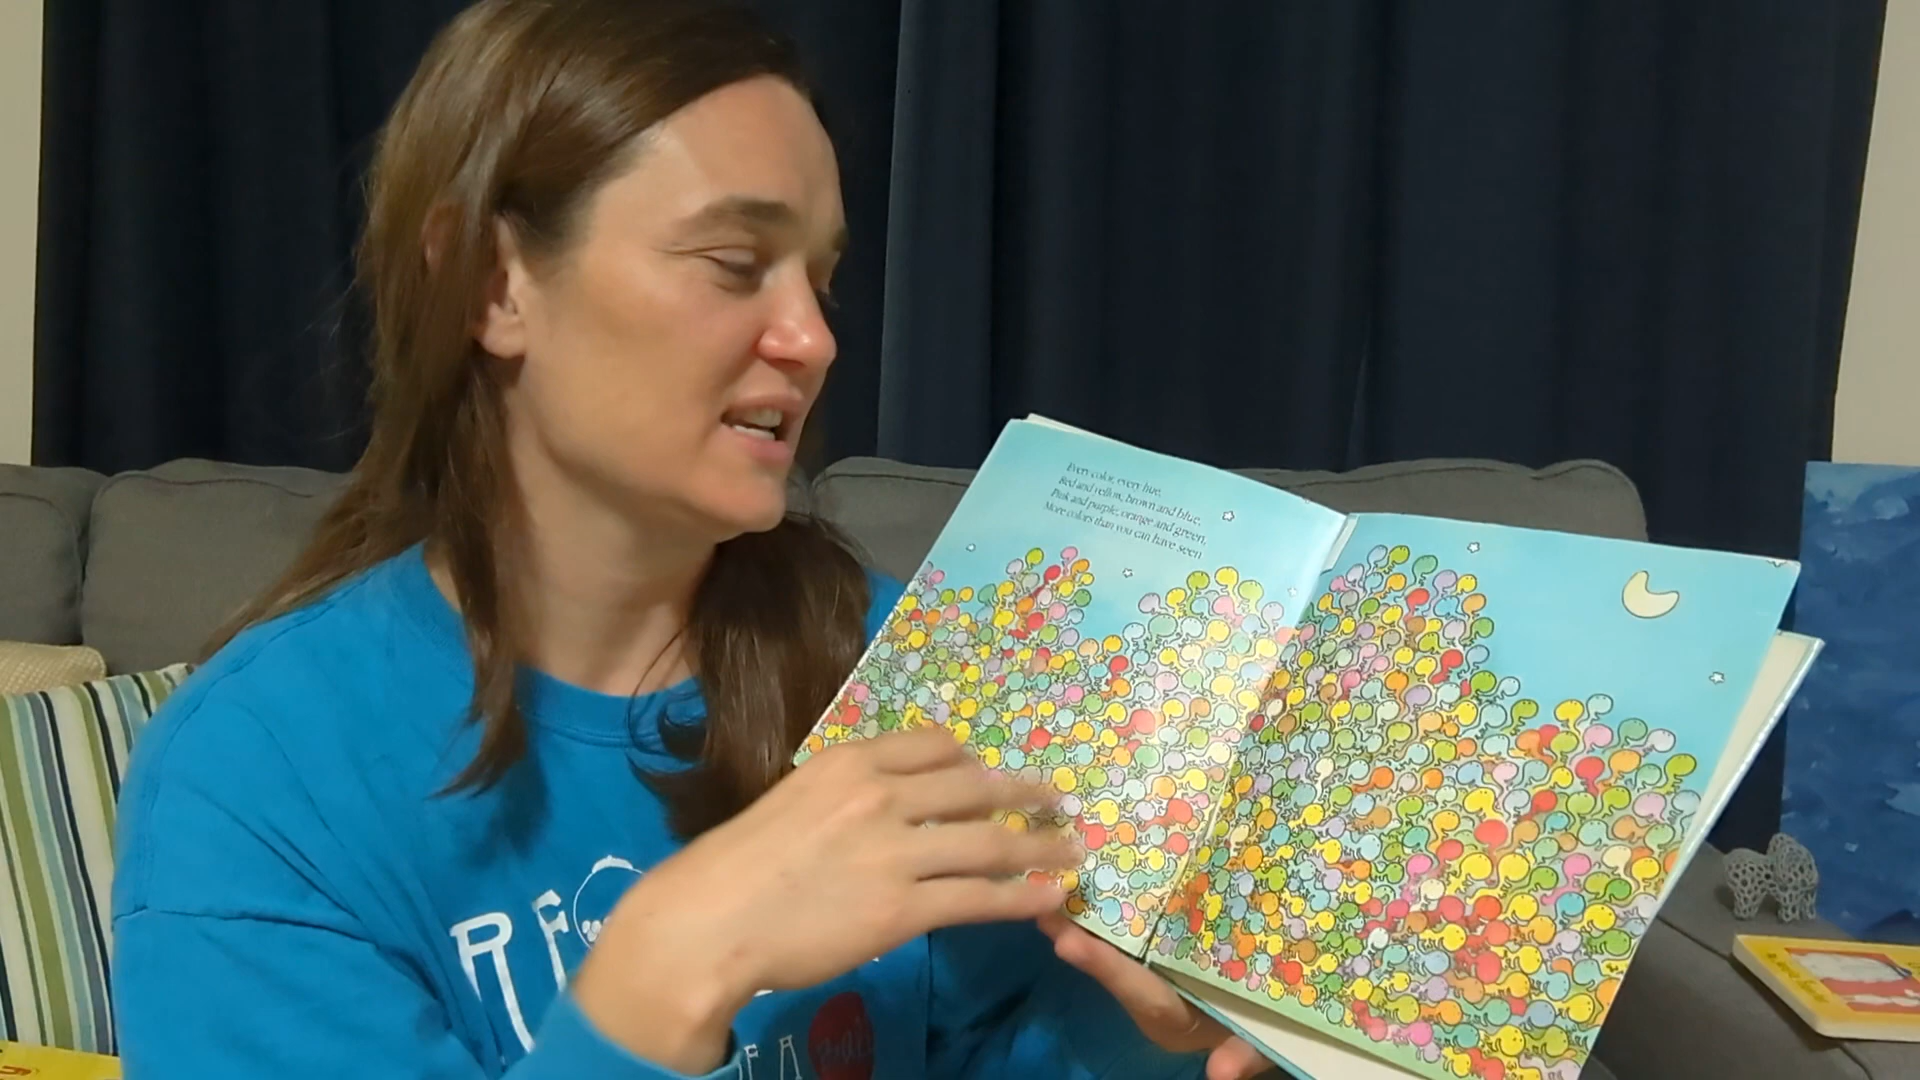 Every color, every hue,
Red and yellow, brown and blue,
Pink and purple, orange and green,
More colors than you can have seen